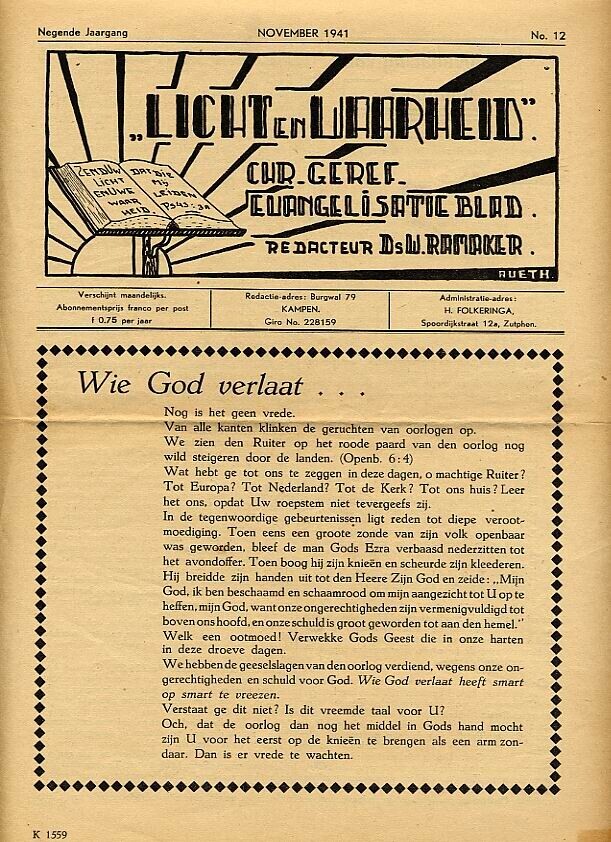 Negende Jaargang NOVEMBER 1941 No. 12
„LICHT EN WAARHEID".
CHR. GEREF.
EVANGELISATIE BLAD.
REDACTEUR Ds W. RAMAKER.
ZEND UW
LICHT
EN UWE
WAAR
HEID
DAT DIE
MIJ
LEIDEN
Ps 43:3A
RUETH.
Verschijnt maandelijks.
Abonnementsprijs franco per post
f 0.75 per jaar
Redactie-adres: Burgwal 79
KAMPEN.
Giro No. 228159
Administratie-adres:
H. FOLKERINGA,
Spoordijkstraat 12a, Zutphen.
Wie God verlaat . . .
Nog is het geen vrede.
Van alle kanten klinken de geruchten van oorlogen op.
We zien den Ruiter op het roode paard van den oorlog nog
wild steigeren door de landen. (Openb. 6:4)
Wat hebt ge tot ons te zeggen in deze dagen, o machtige Ruiter?
Tot Europa? Tot Nederland? Tot de Kerk? Tot ons huis? Leer
het ons, opdat Uw roepstem niet tevergeefs zij.
In de tegenwoordige gebeurtenissen ligt reden tot diepe veroot-
moediging. Toen eens een groote zonde van zijn volk openbaar
was geworden, bleef de man Gods Ezra verbaasd nederzitten tot
het avondoffer. Toen boog hij zijn knieën en scheurde zijn kleederen.
Hij breidde zijn handen uit tot den Heere Zijn God en zeide: „Mijn
God, ik ben beschaamd en schaamrood om mijn aangezicht tot U op te
heffen, mijn God, want onze ongerechtigheden zijn vermenigvuldigd tot
boven ons hoofd, en onze schuld is groot geworden tot aan den hemel."
Welk een ootmoed! Verwekke Gods Geest die in onze harten
in deze droeve dagen.
We hebben de geeselslagen van den oorlog verdiend, wegens onze on-
gerechtigheden en schuld voor God. Wie God verlaat heeft smart
op smart te vreezen.
Verstaat ge dit niet? Is dit vreemde taal voor U?
Och, dat de oorlog dan nog het middel in Gods hand mocht
zijn U voor het eerst op de knieën te brengen als een arm zon-
daar. Dan is er vrede te wachten.
K 1559